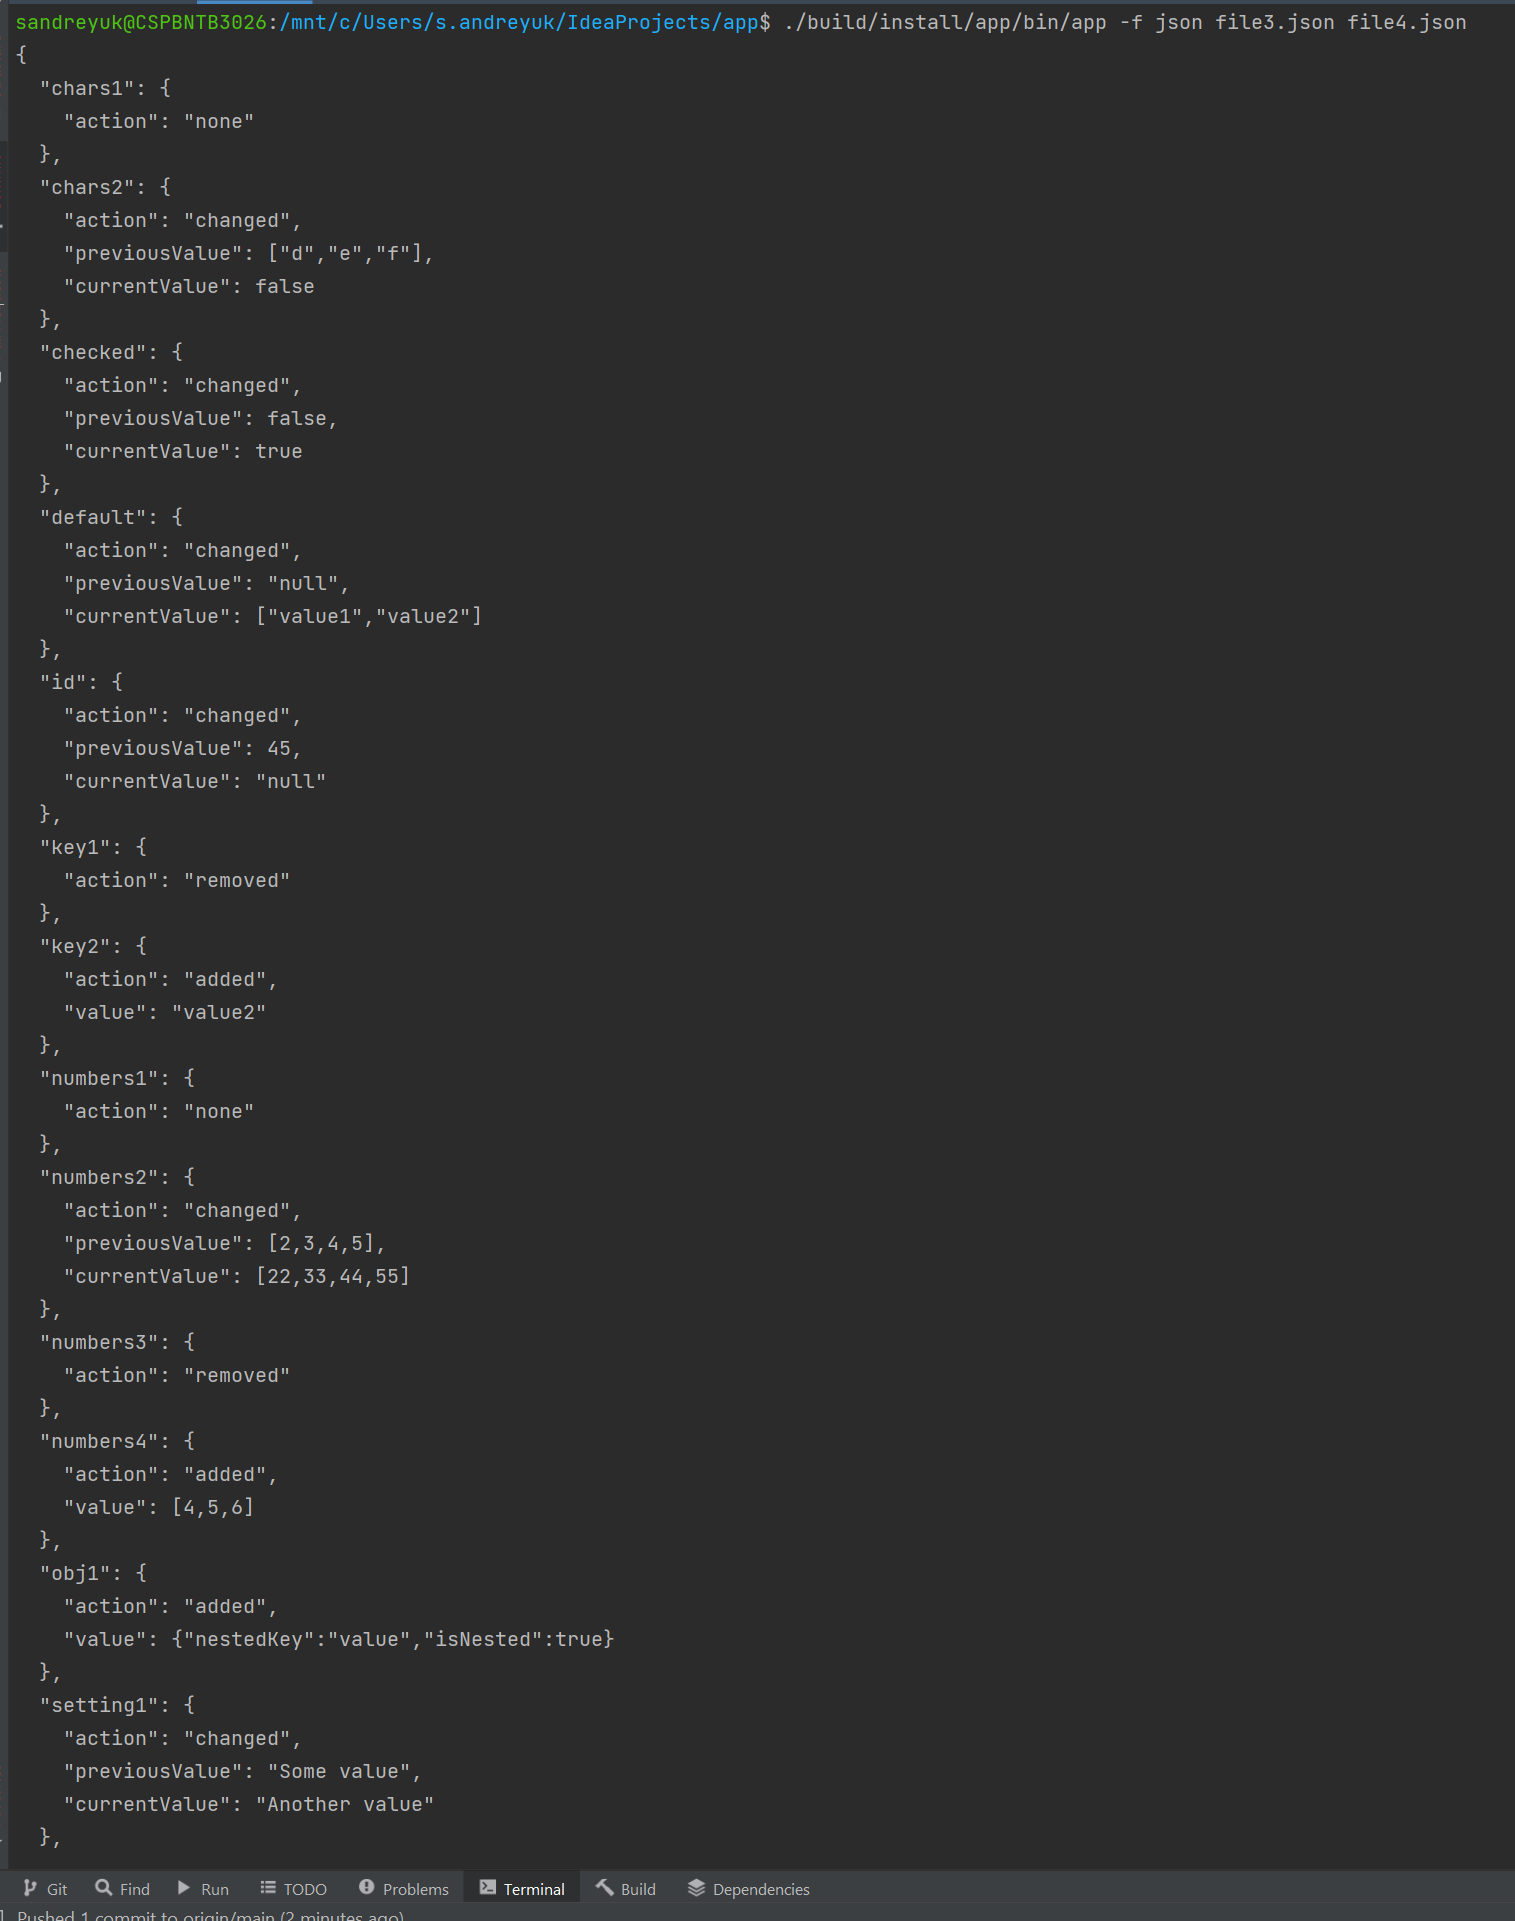 sandreyuk@CSPBNTB3026:/mnt/c/Users/s.andreyuk/IdeaProjects/app$ ./build/install/app/bin/app -f json file3.json file4.json
{
  "chars1": {
    "action": "none"
  },
  "chars2": {
    "action": "changed",
    "previousValue": ["d","e","f"],
    "currentValue": false
  },
  "checked": {
    "action": "changed",
    "previousValue": false,
    "currentValue": true
  },
  "default": {
    "action": "changed",
    "previousValue": "null",
    "currentValue": ["value1","value2"]
  },
  "id": {
    "action": "changed",
    "previousValue": 45,
    "currentValue": "null"
  },
  "key1": {
    "action": "removed"
  },
  "key2": {
    "action": "added",
    "value": "value2"
  },
  "numbers1": {
    "action": "none"
  },
  "numbers2": {
    "action": "changed",
    "previousValue": [2,3,4,5],
    "currentValue": [22,33,44,55]
  },
  "numbers3": {
    "action": "removed"
  },
  "numbers4": {
    "action": "added",
    "value": [4,5,6]
  },
  "obj1": {
    "action": "added",
    "value": {"nestedKey":"value","isNested":true}
  },
  "setting1": {
    "action": "changed",
    "previousValue": "Some value",
    "currentValue": "Another value"
  },
Git Find Run TODO Problems Terminal Build Dependencies
Pushed 1 commit to origin/main (2 minutes ago)